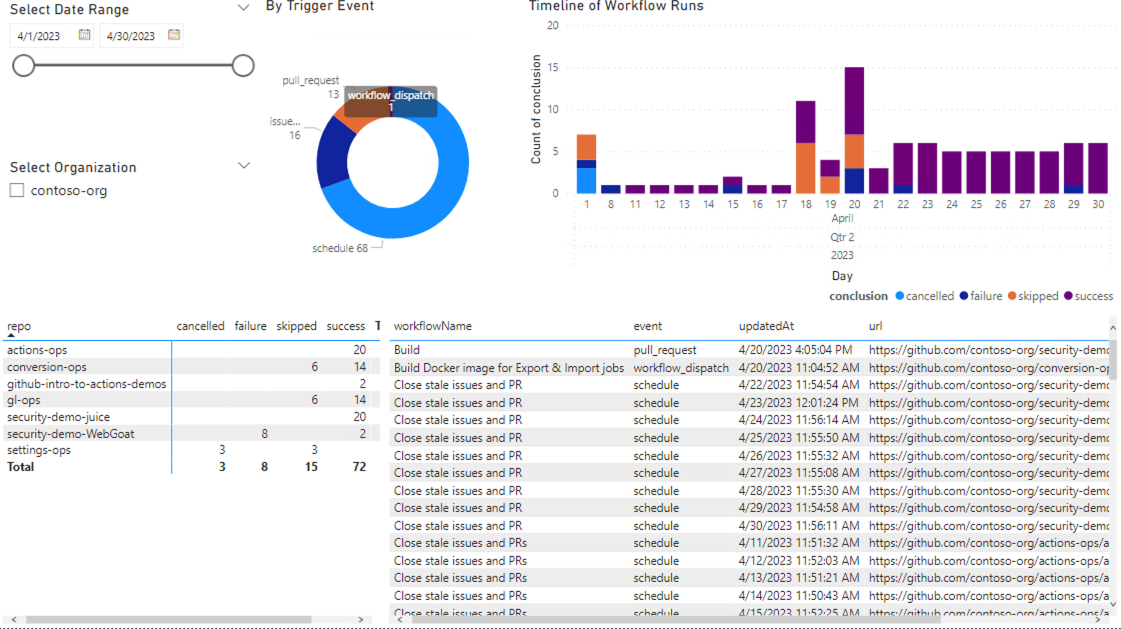 Select Date Range
4/1/2023 4/30/2023
Select Organization
contoso-org
By Trigger Event
pull_request
13
workflow_dispatch
1
issue...
16
schedule 68
Timeline of Workflow Runs
Count of conclusion
20
15
10
5
0
1 8 11 12 13 14 15 16 17 18 19 20 21 22 23 24 25 26 27 28 29 30
April
Qtr 2
2023
Day
conclusion cancelled failure skipped success
repo cancelled failure skipped success T
actions-ops 20
conversion-ops 6 14
github-intro-to-actions-demos 2
gl-ops 6 14
security-demo-juice 20
security-demo-WebGoat 8 2
settings-ops 3 3
Total 3 8 15 72
workflowName event updatedAt url
Build pull_request 4/20/2023 4:05:04 PM https://github.com/contoso-org/security-demo
Build Docker image for Export & Import jobs workflow_dispatch 4/20/2023 11:04:52 AM https://github.com/contoso-org/conversion-op
Close stale issues and PR schedule 4/22/2023 11:54:54 AM https://github.com/contoso-org/security-demo
Close stale issues and PR schedule 4/23/2023 12:01:24 PM https://github.com/contoso-org/security-demo
Close stale issues and PR schedule 4/24/2023 11:56:14 AM https://github.com/contoso-org/security-demo
Close stale issues and PR schedule 4/25/2023 11:55:50 AM https://github.com/contoso-org/security-demo
Close stale issues and PR schedule 4/26/2023 11:55:32 AM https://github.com/contoso-org/security-demo
Close stale issues and PR schedule 4/27/2023 11:55:08 AM https://github.com/contoso-org/security-demo
Close stale issues and PR schedule 4/28/2023 11:55:30 AM https://github.com/contoso-org/security-demo
Close stale issues and PR schedule 4/29/2023 11:54:58 AM https://github.com/contoso-org/security-demo
Close stale issues and PR schedule 4/30/2023 11:56:11 AM https://github.com/contoso-org/security-demo
Close stale issues and PRs schedule 4/11/2023 11:51:32 AM https://github.com/contoso-org/actions-ops/a
Close stale issues and PRs schedule 4/12/2023 11:52:03 AM https://github.com/contoso-org/actions-ops/a
Close stale issues and PRs schedule 4/13/2023 11:51:21 AM https://github.com/contoso-org/actions-ops/a
Close stale issues and PRs schedule 4/14/2023 11:50:43 AM https://github.com/contoso-org/actions-ops/a
Close stale issues and PRs schedule 4/15/2023 11:52:25 AM https://github.com/contoso-org/actions-ops/a